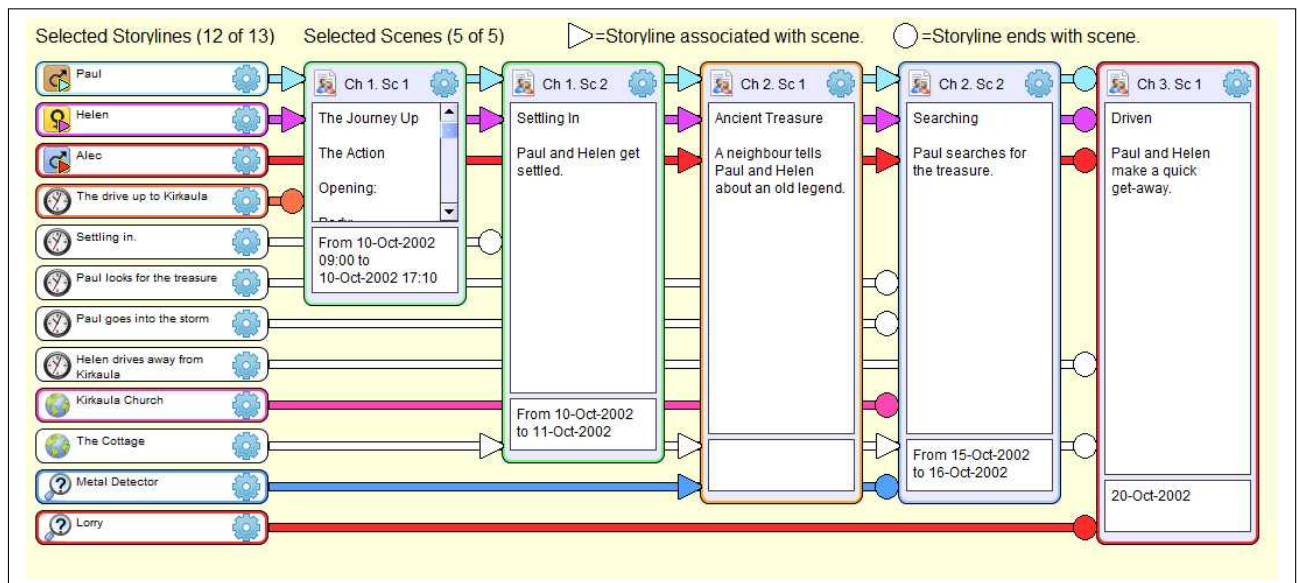 Selected Storylines (12 of 13)
Selected Scenes (5 of 5)
=Storyline associated with scene.
=Storyline ends with scene.
Paul
Helen
Alec
The drive up to Kirkaula
Settling in.
Paul looks for the treasure
Paul goes into the storm
Helen drives away from
Kirkaula
Kirkaula Church
The Cottage
Metal Detector
Lorry
Ch 1. Sc 1
The Journey Up
The Action
Opening:
From 10-Oct-2002
09:00 to
10-Oct-2002 17:10
Ch 1. Sc 2
Settling In
Paul and Helen get
settled.
From 10-Oct-2002
to 11-Oct-2002
Ch 2. Sc 1
Ancient Treasure
A neighbour tells
Paul and Helen
about an old legend.
Ch 2. Sc 2
Searching
Paul searches for
the treasure.
From 15-Oct-2002
to 16-Oct-2002
Ch 3. Sc 1
Driven
Paul and Helen
make a quick
get-away.
20-Oct-2002